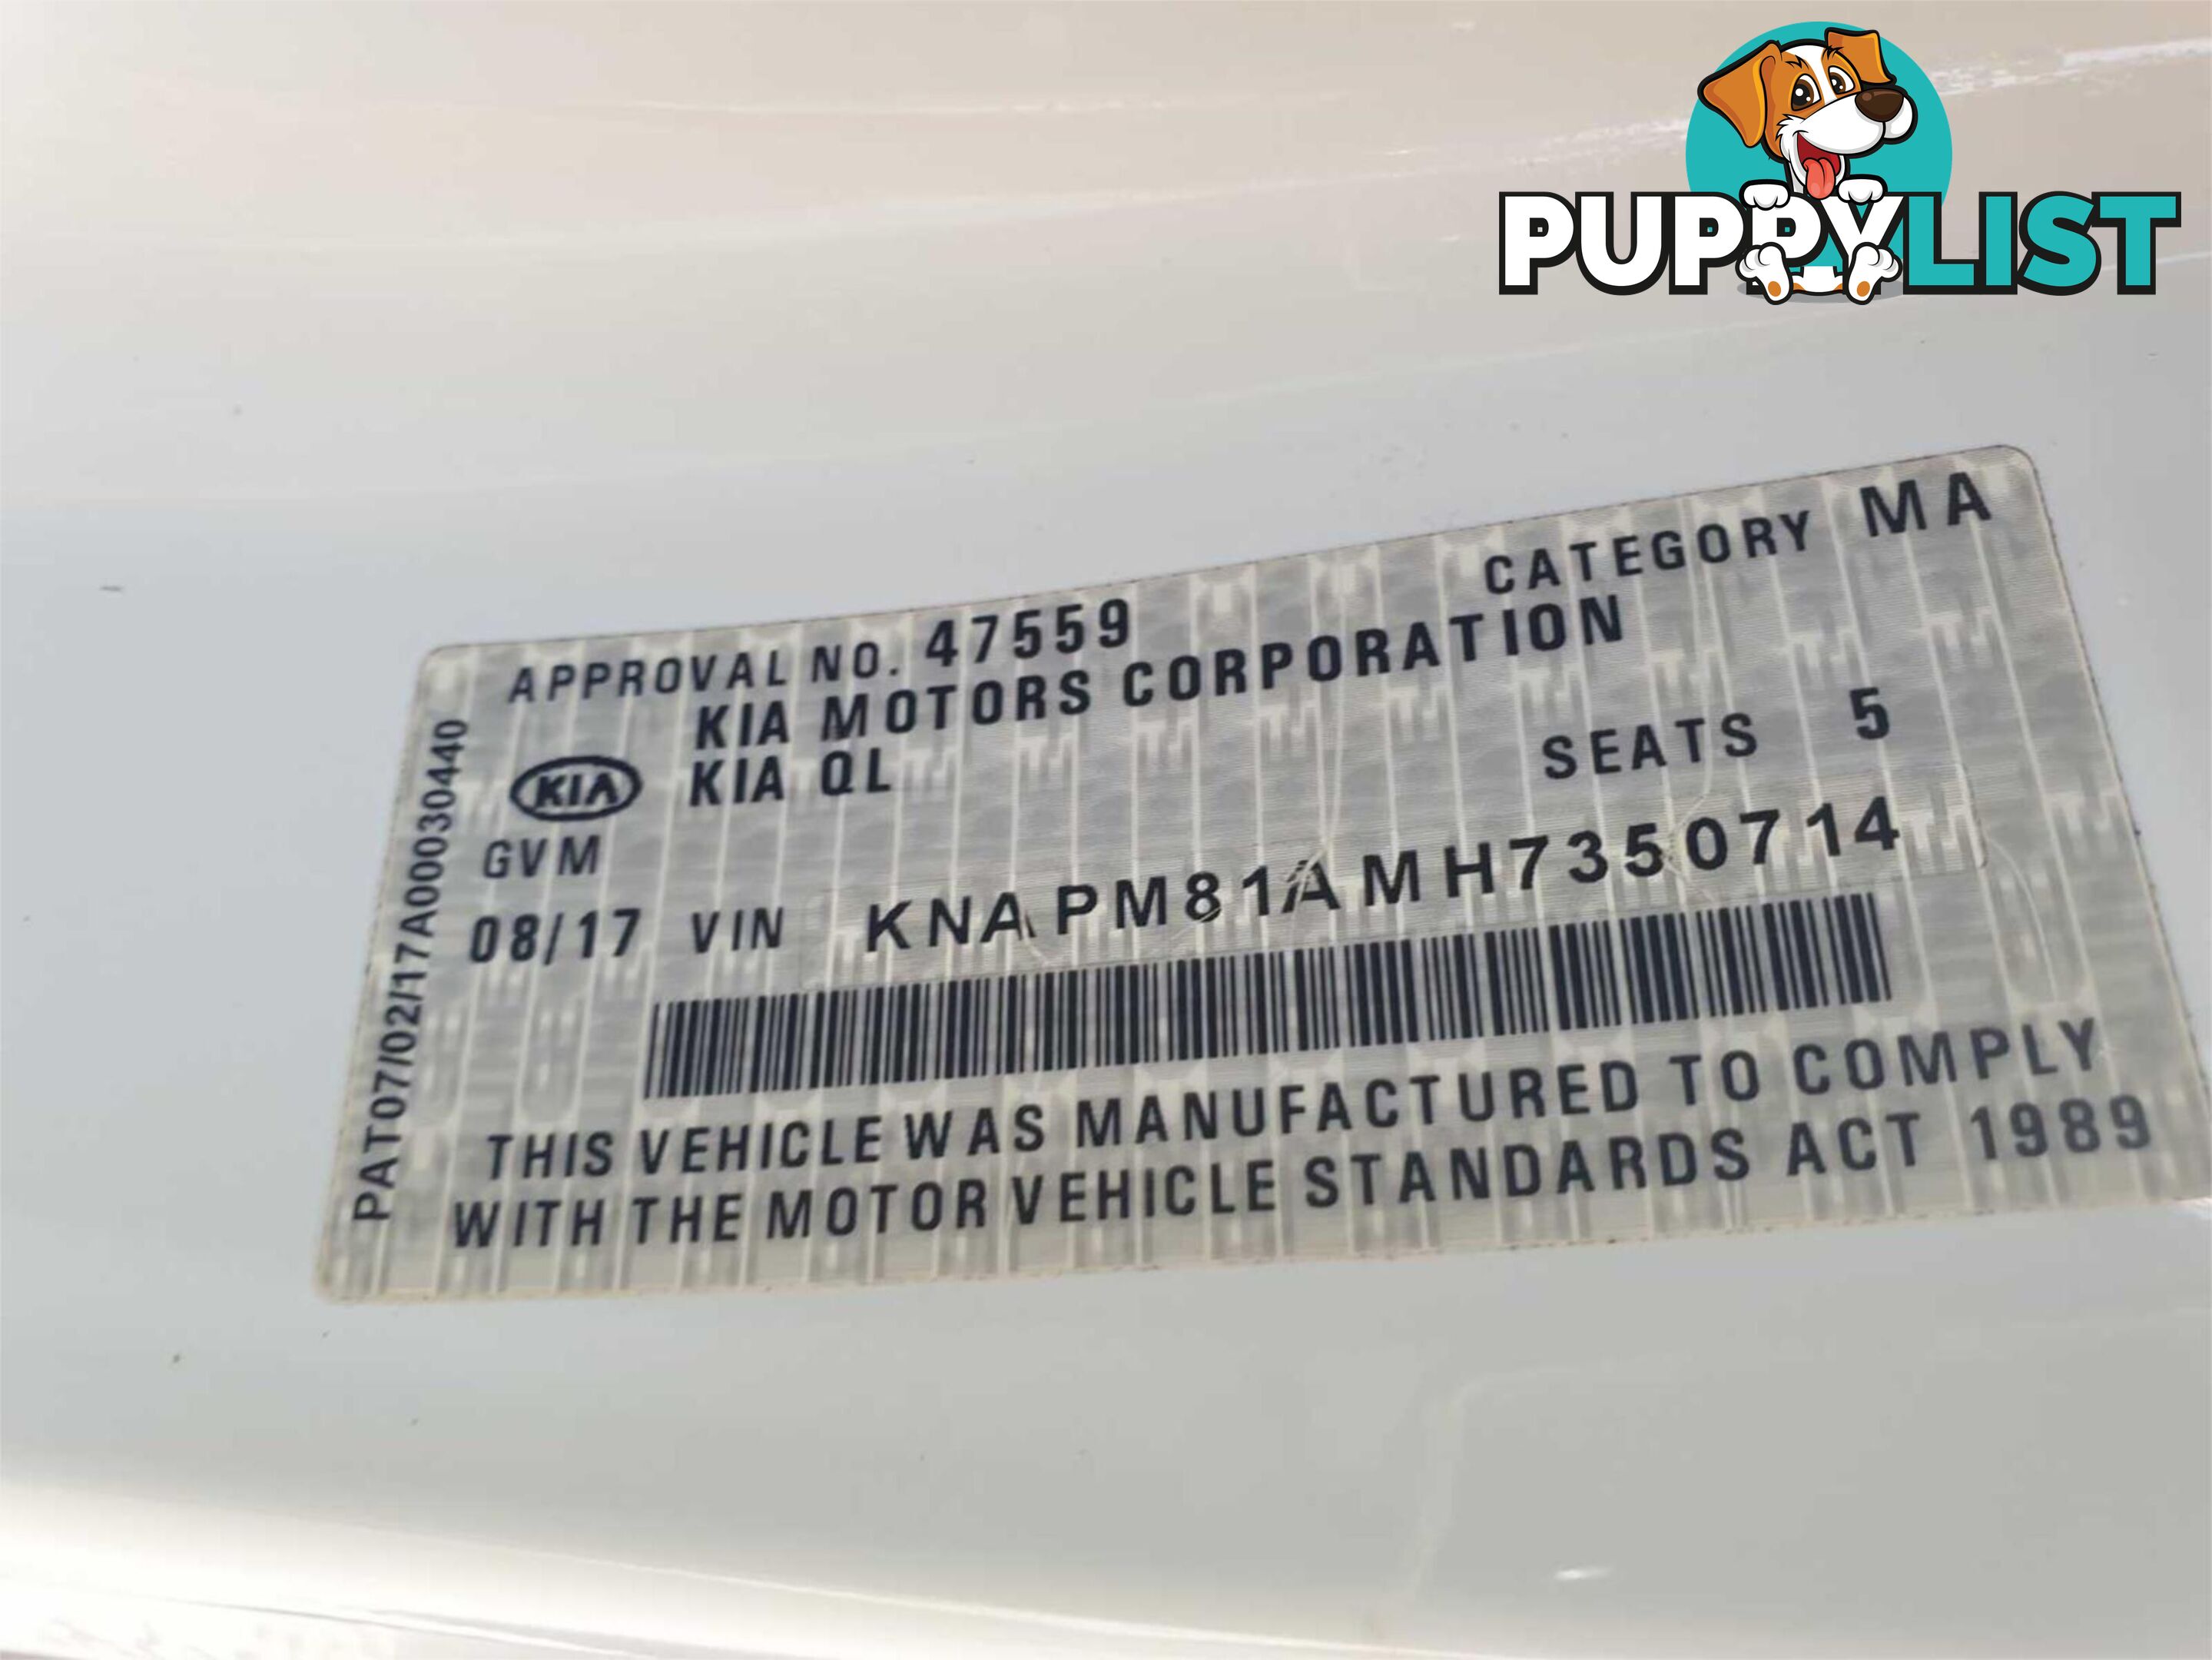 PUPPYLIST
APPROVAL NO. 47559 CATEGORY MA
KIA MOTORS CORPORATION
KIA KIA QL SEATS 5
GVM
08/17 VIN KNAPM81AMH7350714
THIS VEHICLE WAS MANUFACTURED TO COMPLY
WITH THE MOTOR VEHICLE STANDARDS ACT 1989
PAT07/02/17A00030440